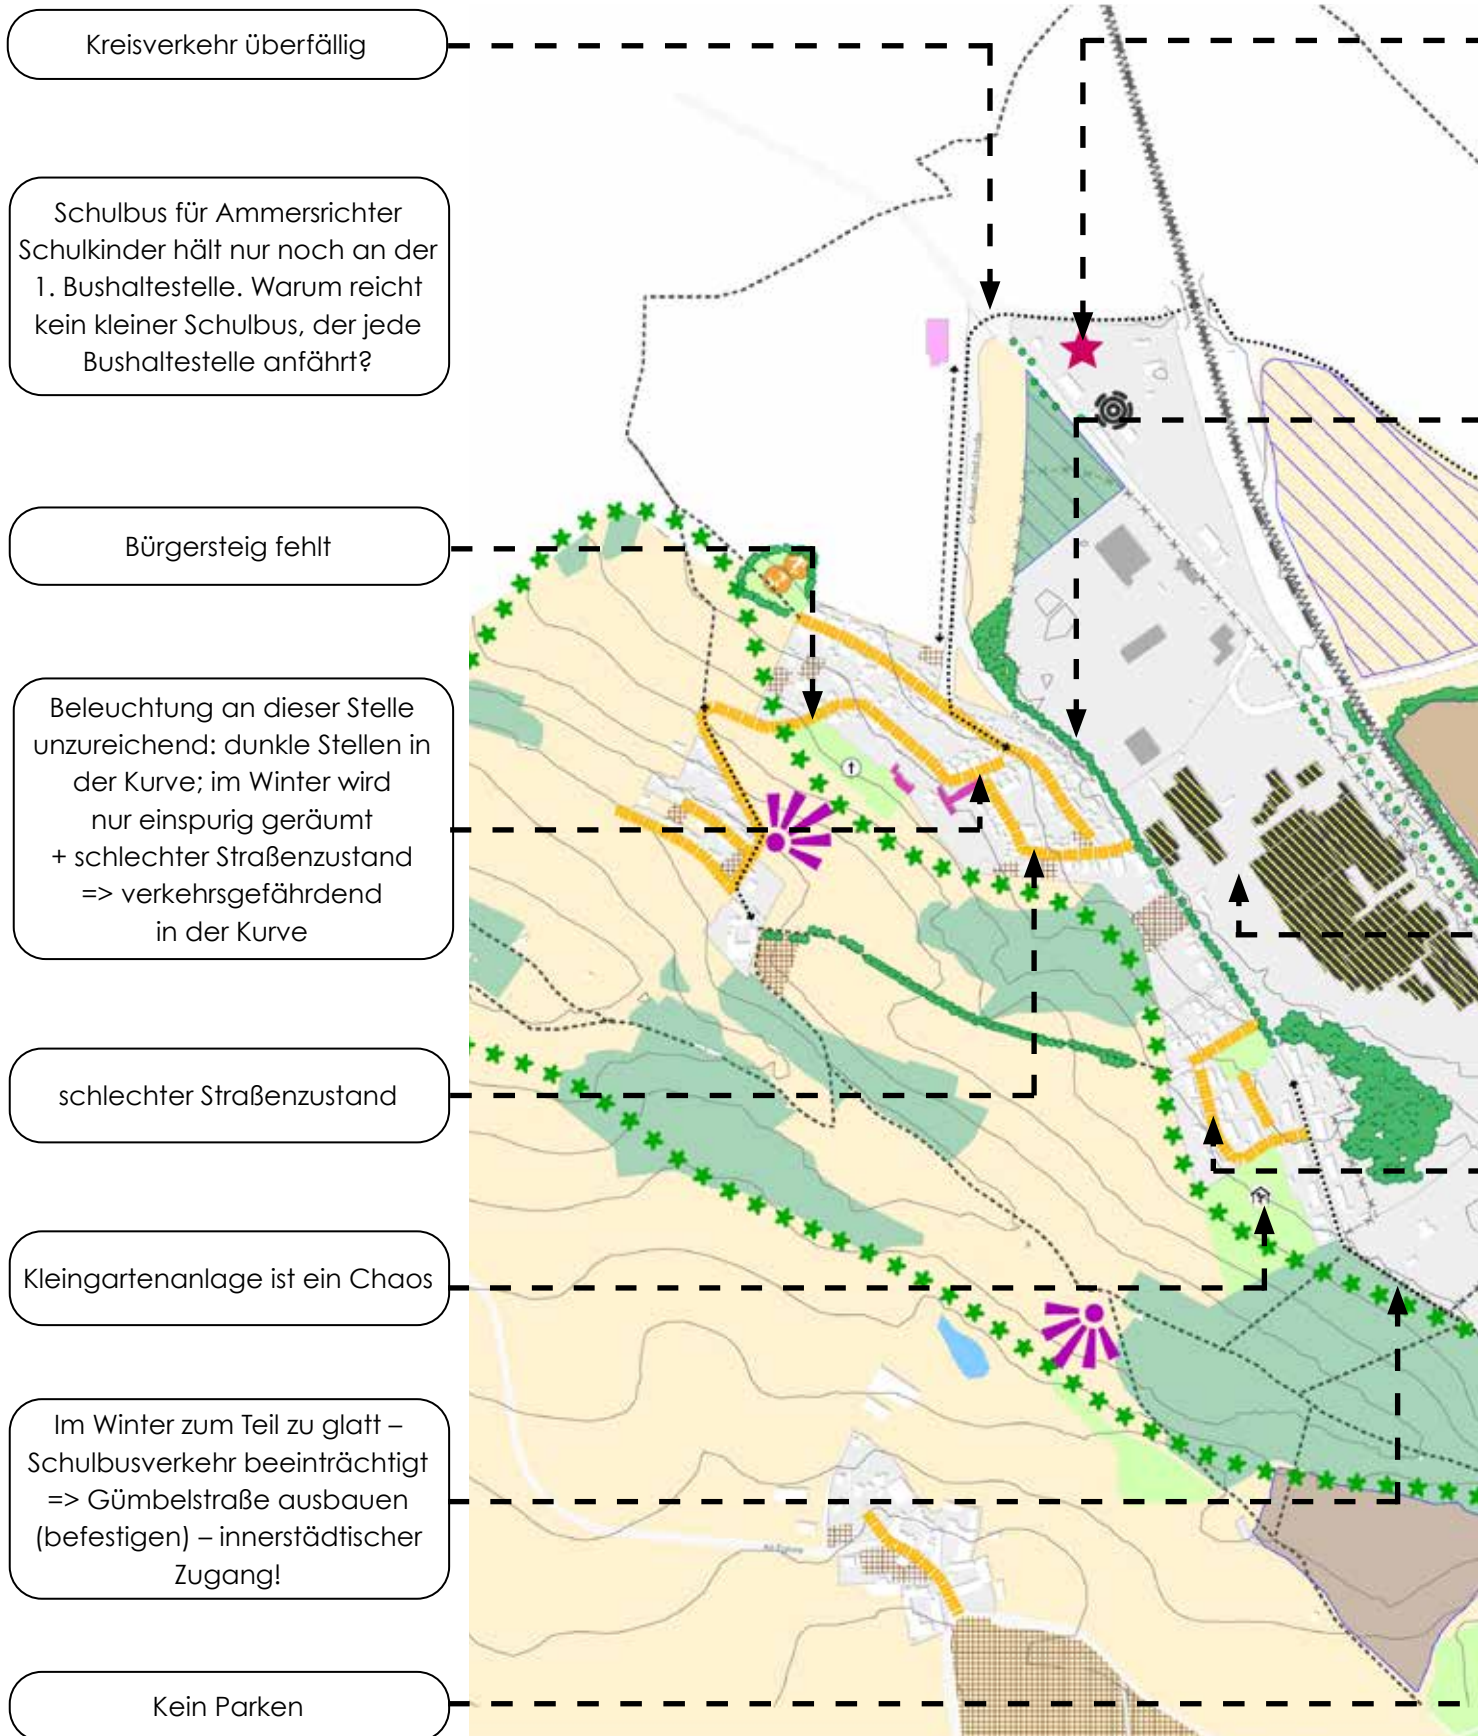 Kreisverkehr überfällig
Schulbus für Ammersrichter
Schulkinder hält nur noch an der
1. Bushaltestelle. Warum reicht
kein kleiner Schulbus, der jede
Bushaltestelle anfährt?
Bürgersteig fehlt
Beleuchtung an dieser Stelle
unzureichend: dunkle Stellen in
der Kurve; im Winter wird
nur einspurig geräumt
+ schlechter Straßenzustand
=> verkehrsgefährdend
in der Kurve
schlechter Straßenzustand
Kleingartenanlage ist ein Chaos
Im Winter zum Teil zu glatt –
Schulbusverkehr beeinträchtigt
=> Gümbelstraße ausbauen
(befestigen) – innerstädtischer
Zugang!
Kein Parken